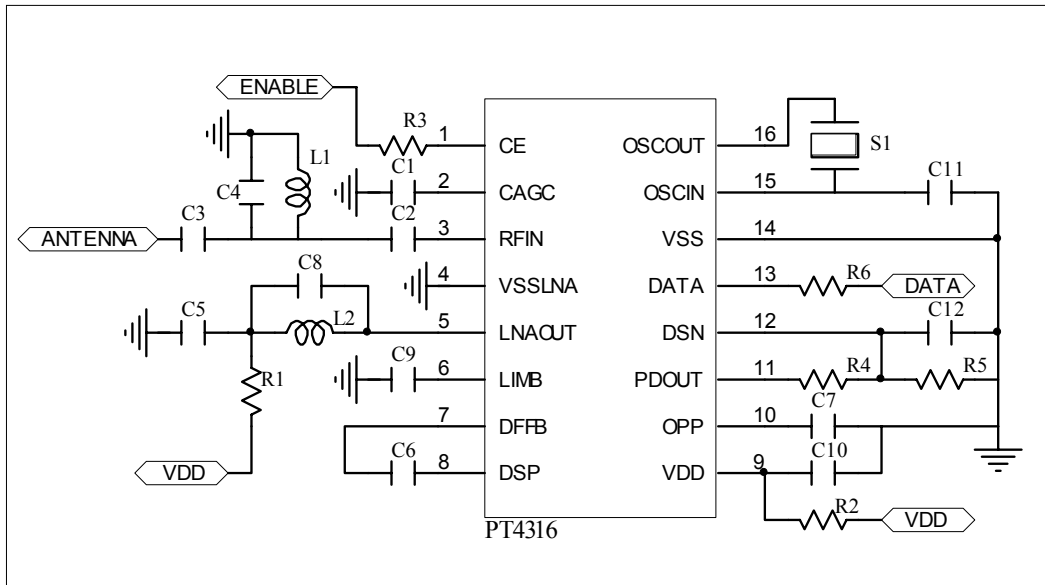 ENABLE
R3
1
CE
OSCOUT
16
S1
L1
C4
C1
2
CAGC
OSCIN
15
C11
ANTENNA
C3
C2
3
RFIN
VSS
14
C8
4
VSSLNA
DATA
13
R6
DATA
C5
L2
5
LNAOUT
DSN
12
C12
R1
C9
6
LIMB
PDOUT
11
R4
R5
7
DFFB
OPP
10
C7
VDD
C6
8
DSP
VDD
9
C10
PT4316
R2
VDD